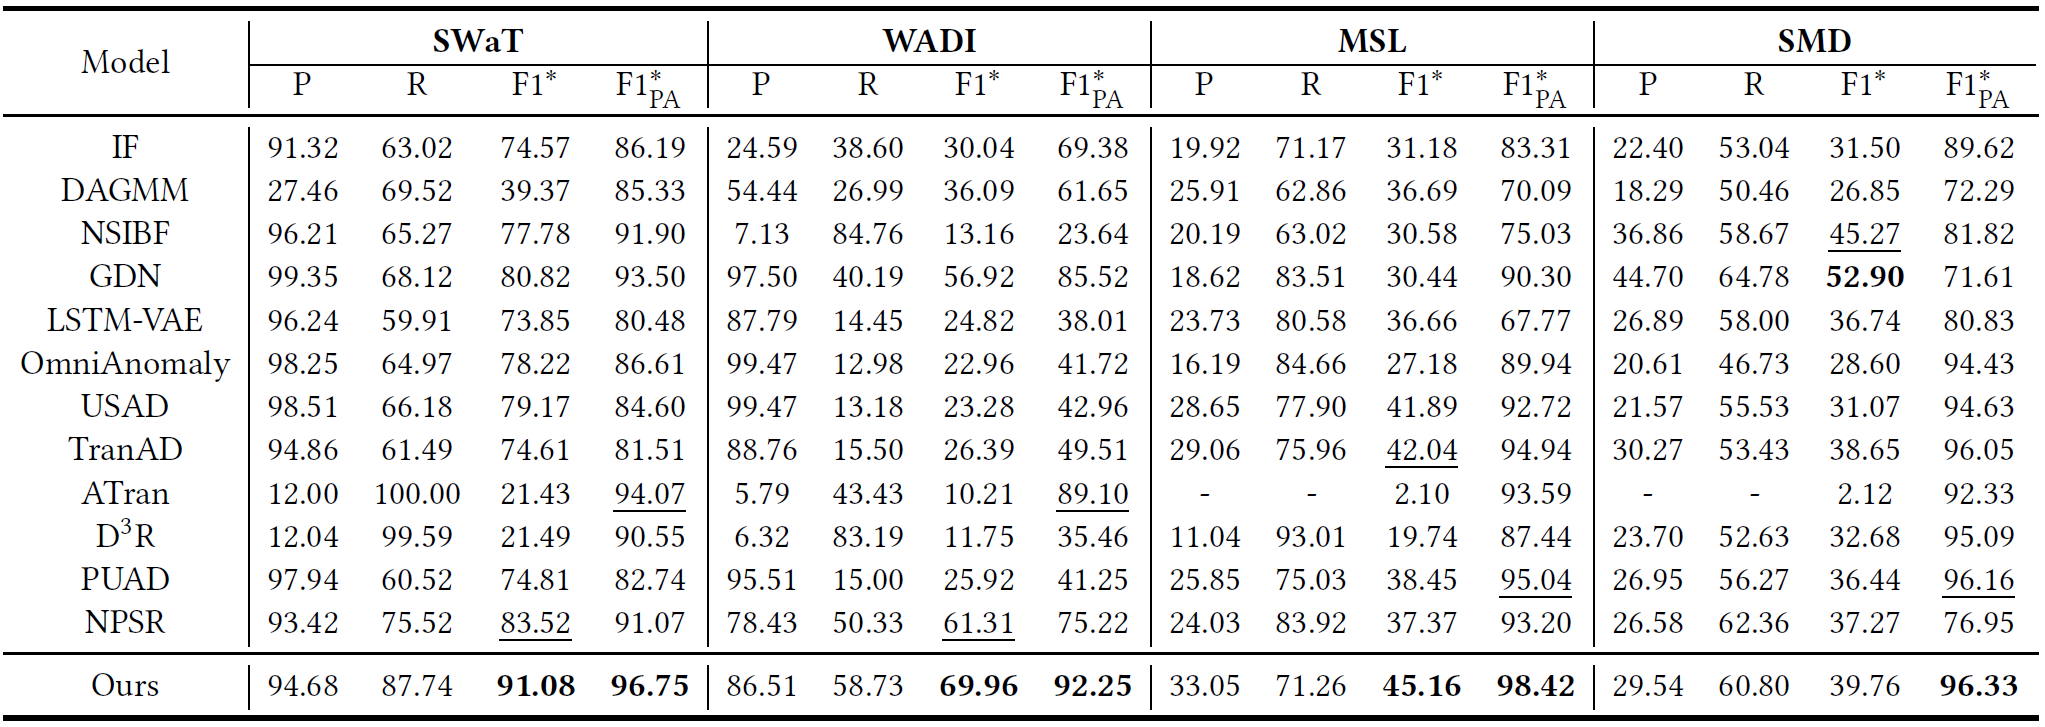 Model SWaT WADI MSL SMD
P R F1* F1*PA P R F1* F1*PA P R F1* F1*PA P R F1* F1*PA
IF 91.32 63.02 74.57 86.19 24.59 38.60 30.04 69.38 19.92 71.17 31.18 83.31 22.40 53.04 31.50 89.62
DAGMM 27.46 69.52 39.37 85.33 54.44 26.99 36.09 61.65 25.91 62.86 36.69 70.09 18.29 50.46 26.85 72.29
NSIBF 96.21 65.27 77.78 91.90 7.13 84.76 13.16 23.64 20.19 63.02 30.58 75.03 36.86 58.67 45.27 81.82
GDN 99.35 68.12 80.82 93.50 97.50 40.19 56.92 85.52 18.62 83.51 30.44 90.30 44.70 64.78 52.90 71.61
LSTM-VAE 96.24 59.91 73.85 80.48 87.79 14.45 24.82 38.01 23.73 80.58 36.66 67.77 26.89 58.00 36.74 80.83
OmniAnomaly 98.25 64.97 78.22 86.61 99.47 12.98 22.96 41.72 16.19 84.66 27.18 89.94 20.61 46.73 28.60 94.43
USAD 98.51 66.18 79.17 84.60 99.47 13.18 23.28 42.96 28.65 77.90 41.89 92.72 21.57 55.53 31.07 94.63
TranAD 94.86 61.49 74.61 81.51 88.76 15.50 26.39 49.51 29.06 75.96 42.04 94.94 30.27 53.43 38.65 96.05
ATran 12.00 100.00 21.43 94.07 5.79 43.43 10.21 89.10 - - 2.10 93.59 - - 2.12 92.33
D³R 12.04 99.59 21.49 90.55 6.32 83.19 11.75 35.46 11.04 93.01 19.74 87.44 23.70 52.63 32.68 95.09
PUAD 97.94 60.52 74.81 82.74 95.51 15.00 25.92 41.25 25.85 75.03 38.45 95.04 26.95 56.27 36.44 96.16
NPSR 93.42 75.52 83.52 91.07 78.43 50.33 61.31 75.22 24.03 83.92 37.37 93.20 26.58 62.36 37.27 76.95
Ours 94.68 87.74 91.08 96.75 86.51 58.73 69.96 92.25 33.05 71.26 45.16 98.42 29.54 60.80 39.76 96.33